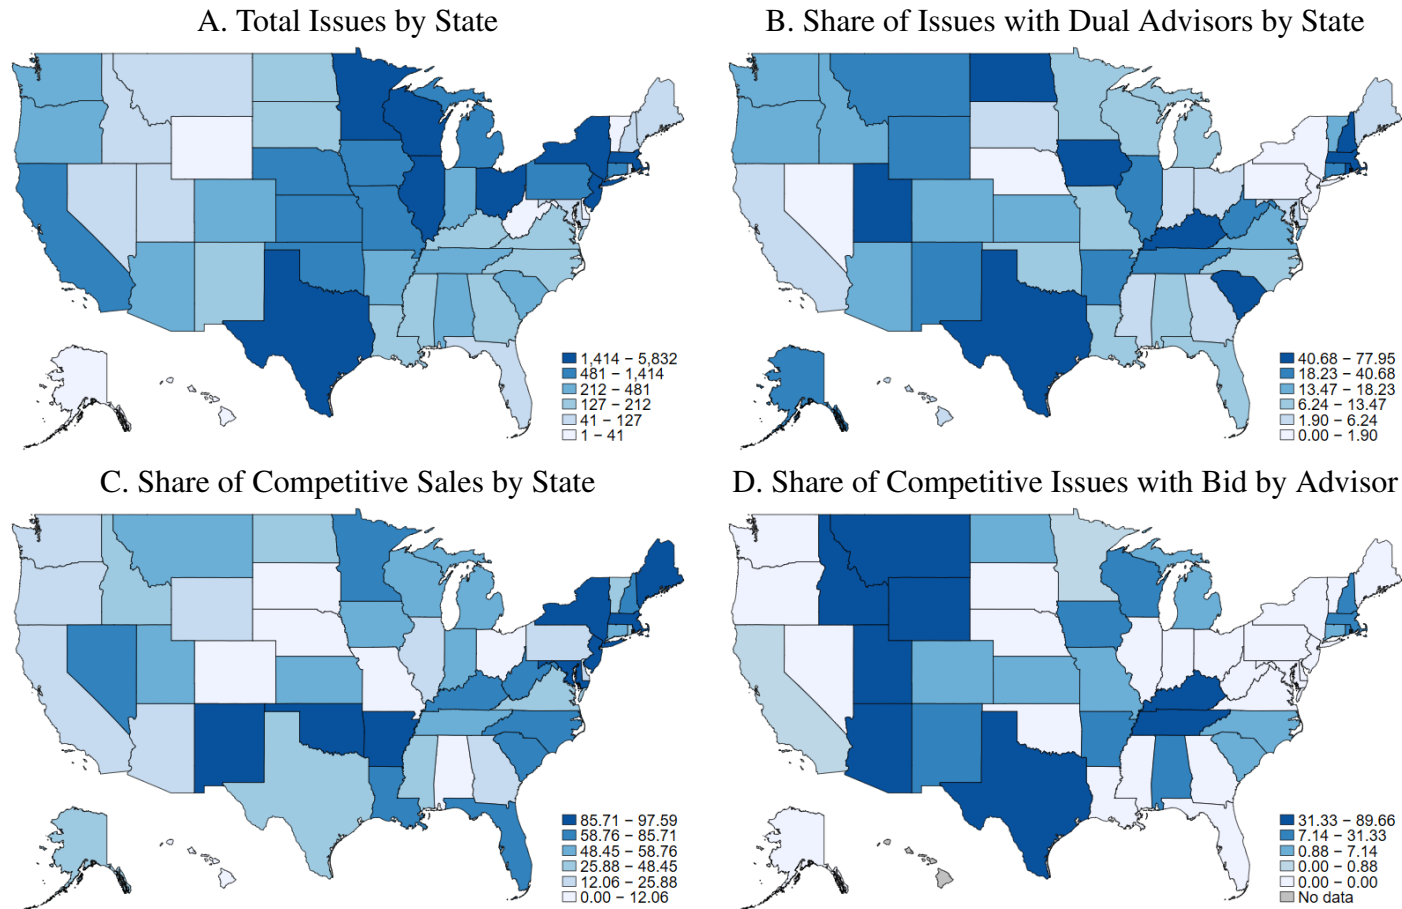 A. Total Issues by State
1,414 – 5,832
481 – 1,414
212 – 481
127 – 212
41 – 127
1 – 41
B. Share of Issues with Dual Advisors by State
40.68 – 77.95
18.23 – 40.68
13.47 – 18.23
6.24 – 13.47
1.90 – 6.24
0.00 – 1.90
C. Share of Competitive Sales by State
85.71 – 97.59
58.76 – 85.71
48.45 – 58.76
25.88 – 48.45
12.06 – 25.88
0.00 – 12.06
D. Share of Competitive Issues with Bid by Advisor
31.33 – 89.66
7.14 – 31.33
0.88 – 7.14
0.00 – 0.88
0.00 – 0.00
No data